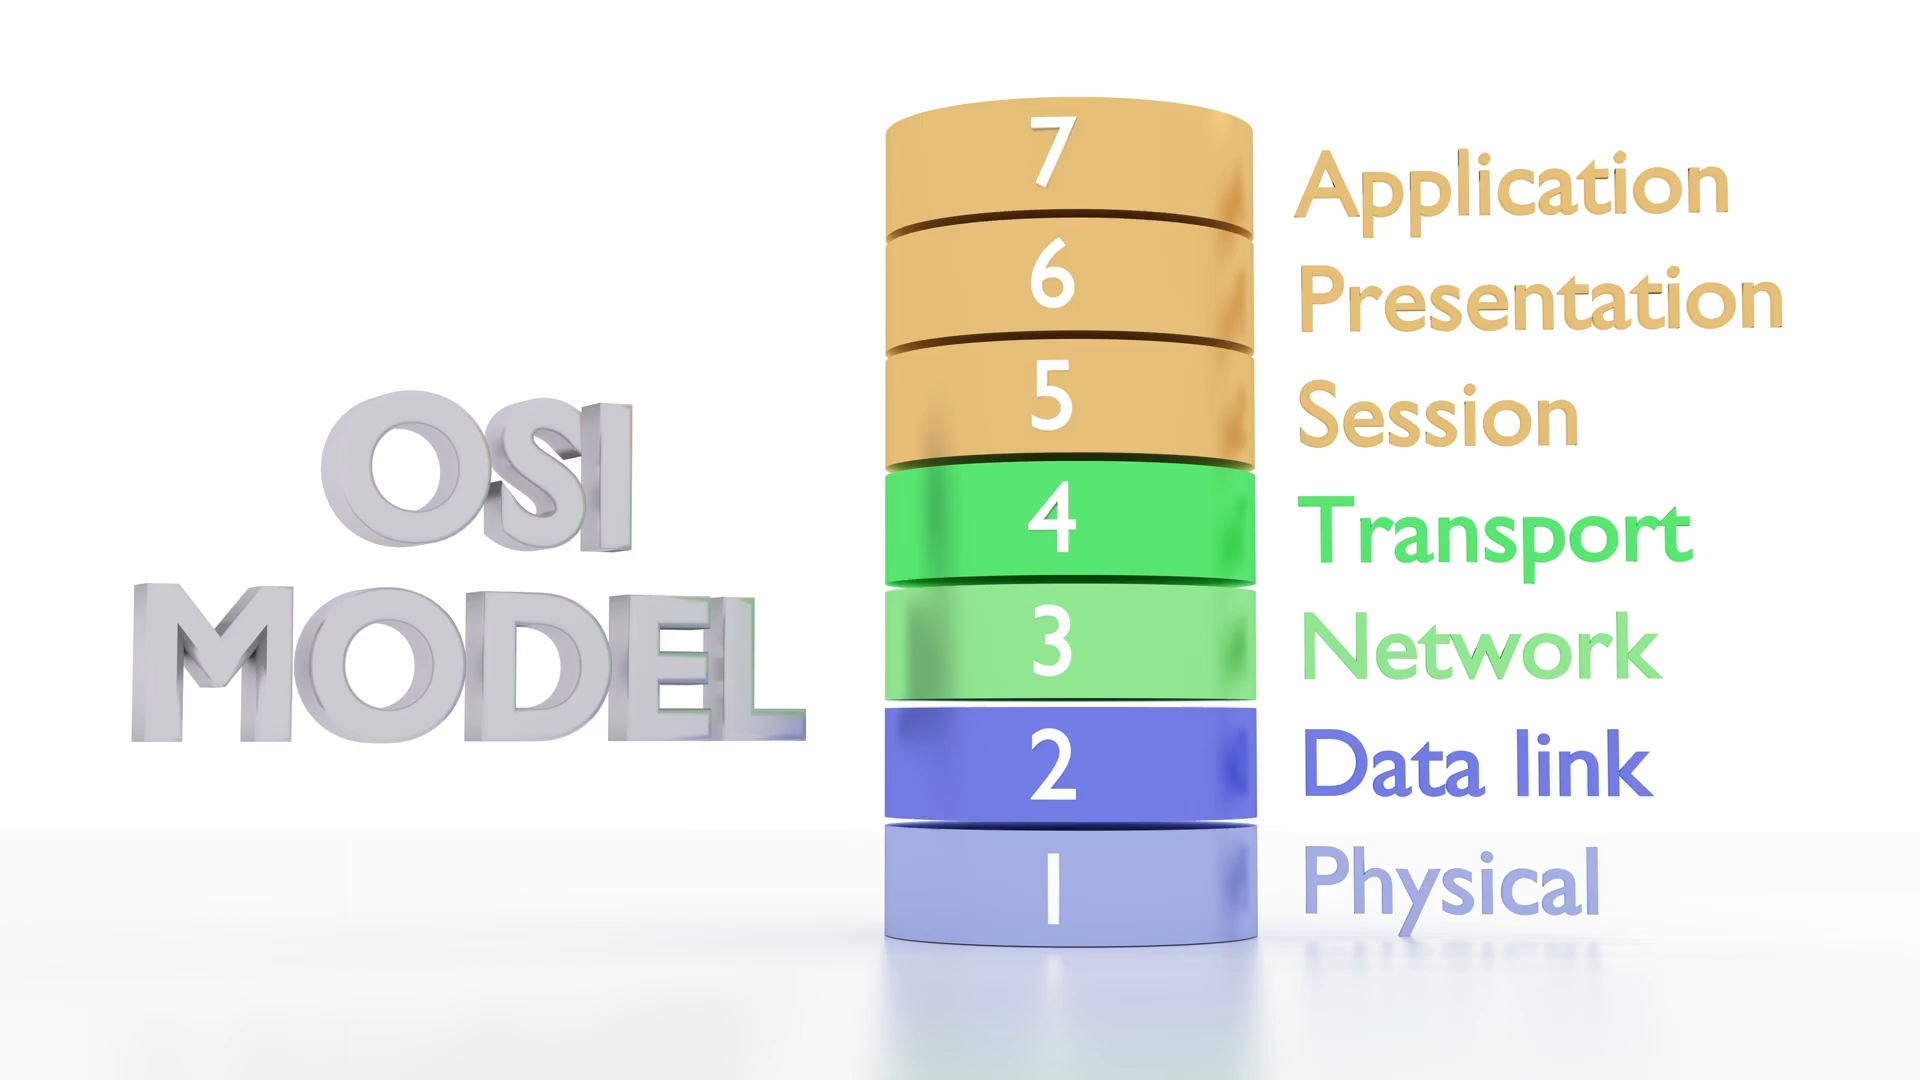 OSI
MODEL
7 Application
6 Presentation
5 Session
4 Transport
3 Network
2 Data link
1 Physical